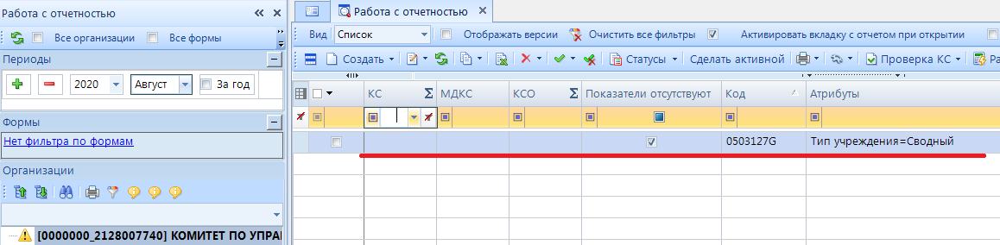 Работа с отчетностью
Все организации Все формы
Периоды
2020 Август За год
Формы
Нет фильтра по формам
Организации
[0000000_2128007740] КОМИТЕТ ПО УПРА
Работа с отчетностью
Вид Список Отображать версии Очистить все фильтры Активировать вкладку с отчетом при открытии
Создать Статусы Сделать активной Проверка КС Ра
КС Σ МДКС КСО Σ Показатели отсутствуют Код Атрибуты
0503127G Тип учреждения=Сводный